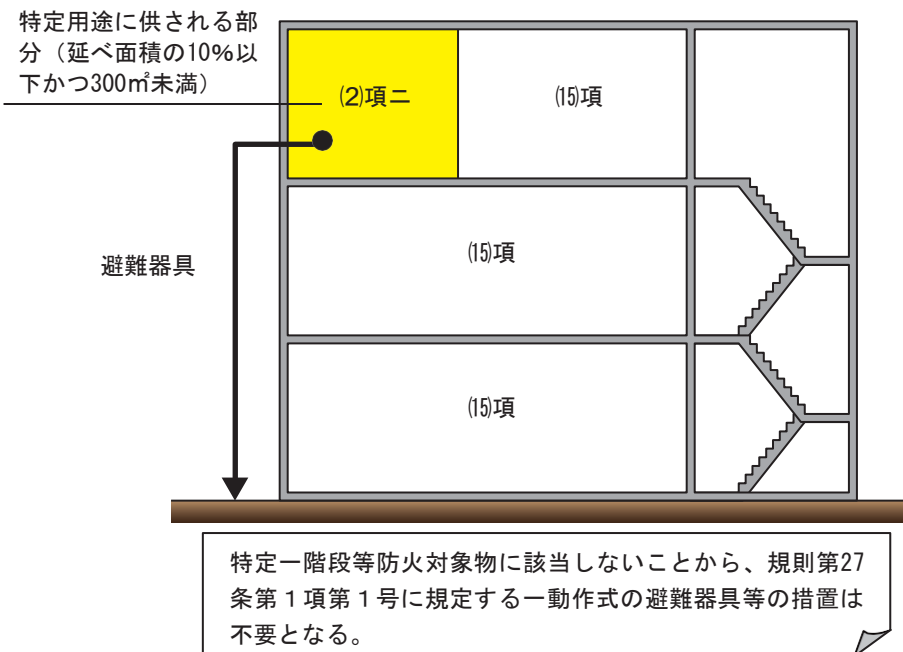 特定用途に供される部
分（延べ面積の10％以
下かつ300㎡未満）
⑵項ニ
⒂項
避難器具
⒂項
⒂項
特定一階段等防火対象物に該当しないことから、規則第27
条第１項第１号に規定する一動作式の避難器具等の措置は
不要となる。